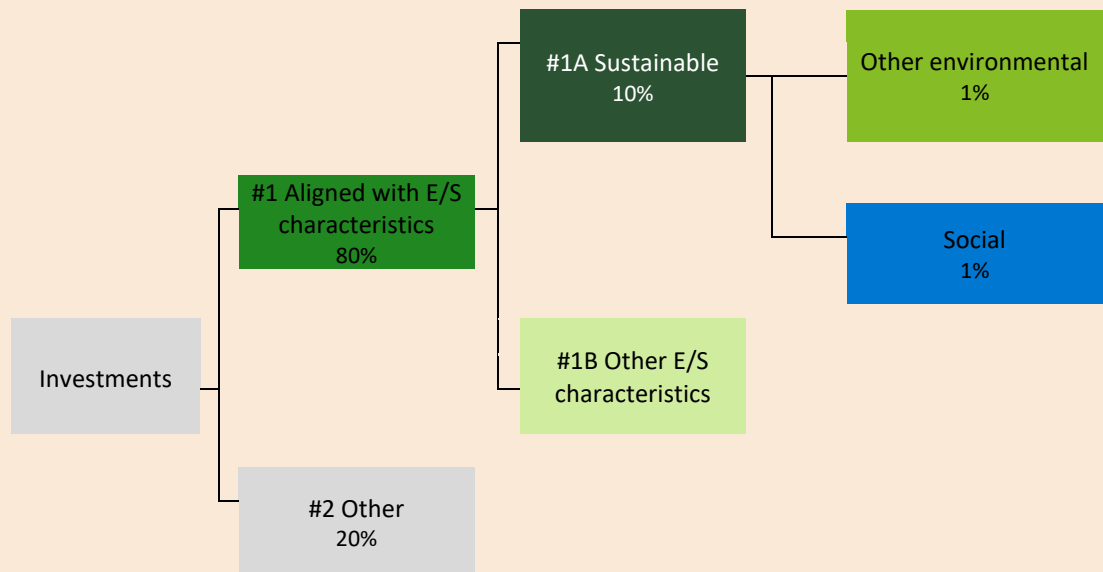 #1A Sustainable
10%
Other environmental
1%
#1 Aligned with E/S
characteristics
80%
Social
1%
Investments
#1B Other E/S
characteristics
#2 Other
20%